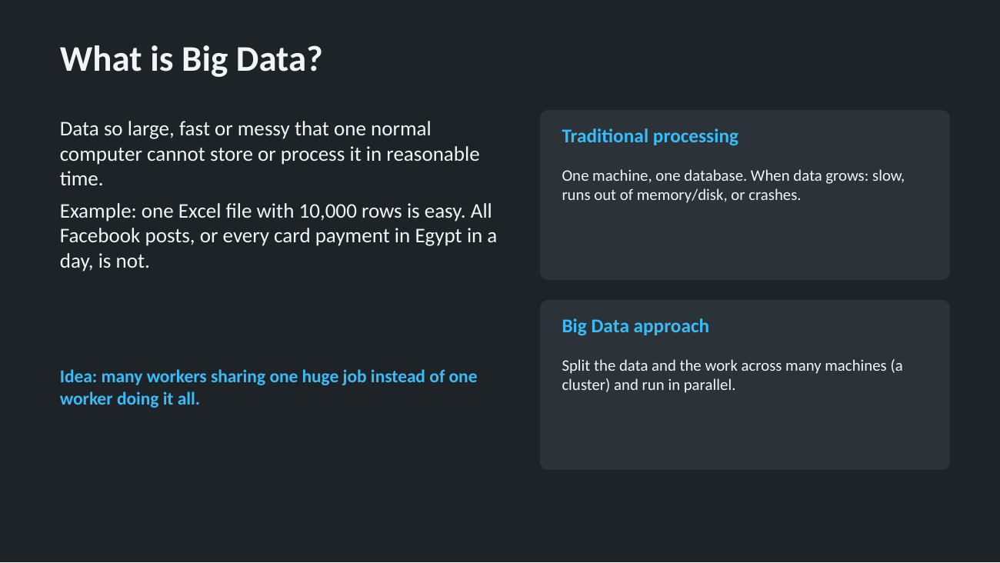 What is Big Data?
Data so large, fast or messy that one normal
computer cannot store or process it in reasonable
time.
Example: one Excel file with 10,000 rows is easy. All
Facebook posts, or every card payment in Egypt in a
day, is not.
Idea: many workers sharing one huge job instead of one
worker doing it all.
Traditional processing
One machine, one database. When data grows: slow,
runs out of memory/disk, or crashes.
Big Data approach
Split the data and the work across many machines (a
cluster) and run in parallel.